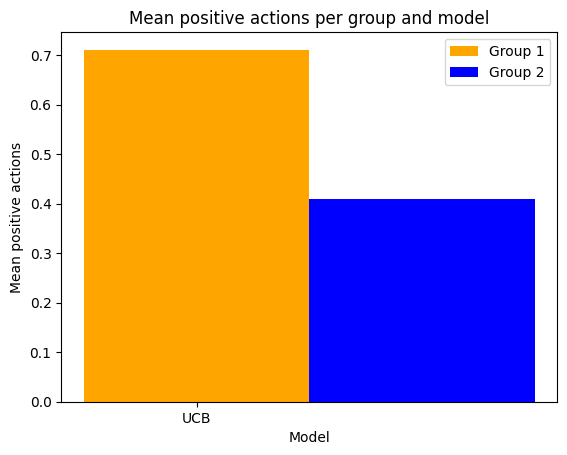 Mean positive actions per group and model
Group 1
Group 2
Mean positive actions
0.7
0.6
0.5
0.4
0.3
0.2
0.1
0.0
UCB
Model